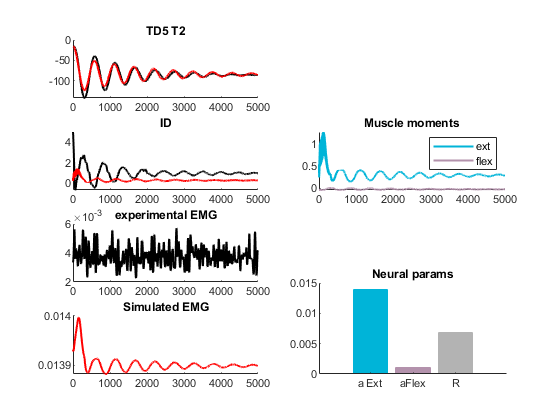 TD5 T2
0
-50
-100
0 1000 2000 3000 4000 5000
ID
4
2
0
0 1000 2000 3000 4000 5000
×10-3
experimental EMG
6
4
2
0 1000 2000 3000 4000 5000
Simulated EMG
0.014
0.0139
0 1000 2000 3000 4000 5000
Muscle moments
1
0.5
0
ext
flex
0 1000 2000 3000 4000 5000
Neural params
0.015
0.01
0.005
0
a Ext aFlex R